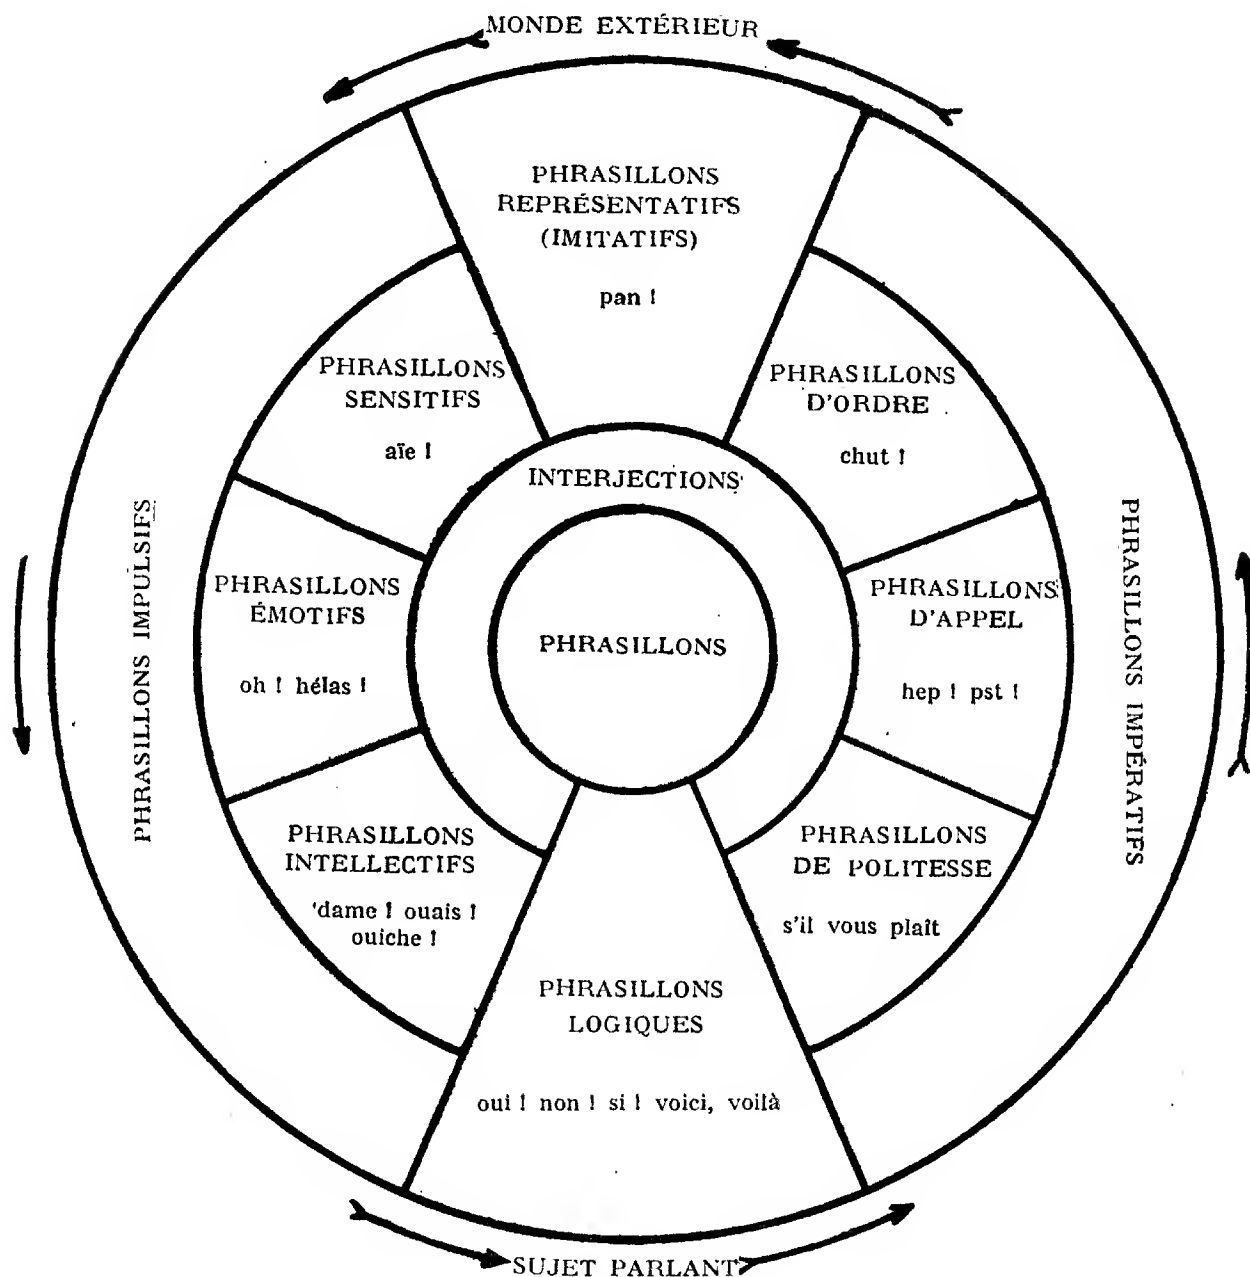 MONDE EXTÉRIEUR
PHRASILLONS
REPRÉSENTATIFS
(IMITATIFS)
pan !
PHRASILLONS
SENSITIFS
aïe !
PHRASILLONS
D'ORDRE
chut !
INTERJECTIONS
PHRASILLONS IMPULSIFS
PHRASILLONS
ÉMOTIFS
oh ! hélas !
PHRASILLONS
PHRASILLONS
D'APPEL
hep ! pst !
PHRASILLONS IMPÉRATIFS
PHRASILLONS
INTELLECTIFS
'dame ! ouais !
ouiche !
PHRASILLONS
DE POLITESSE
s'il vous plaît
PHRASILLONS
LOGIQUES
oui ! non ! si ! voici, voilà
SUJET PARLANT